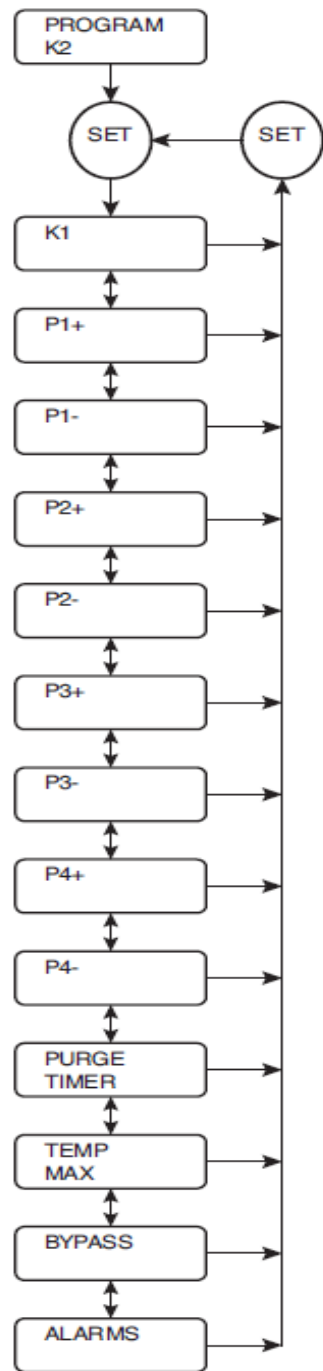 PROGRAM
K2
SET
SET
K1
P1+
P1-
P2+
P2-
P3+
P3-
P4+
P4-
PURGE
TIMER
TEMP
MAX
BYPASS
ALARMS